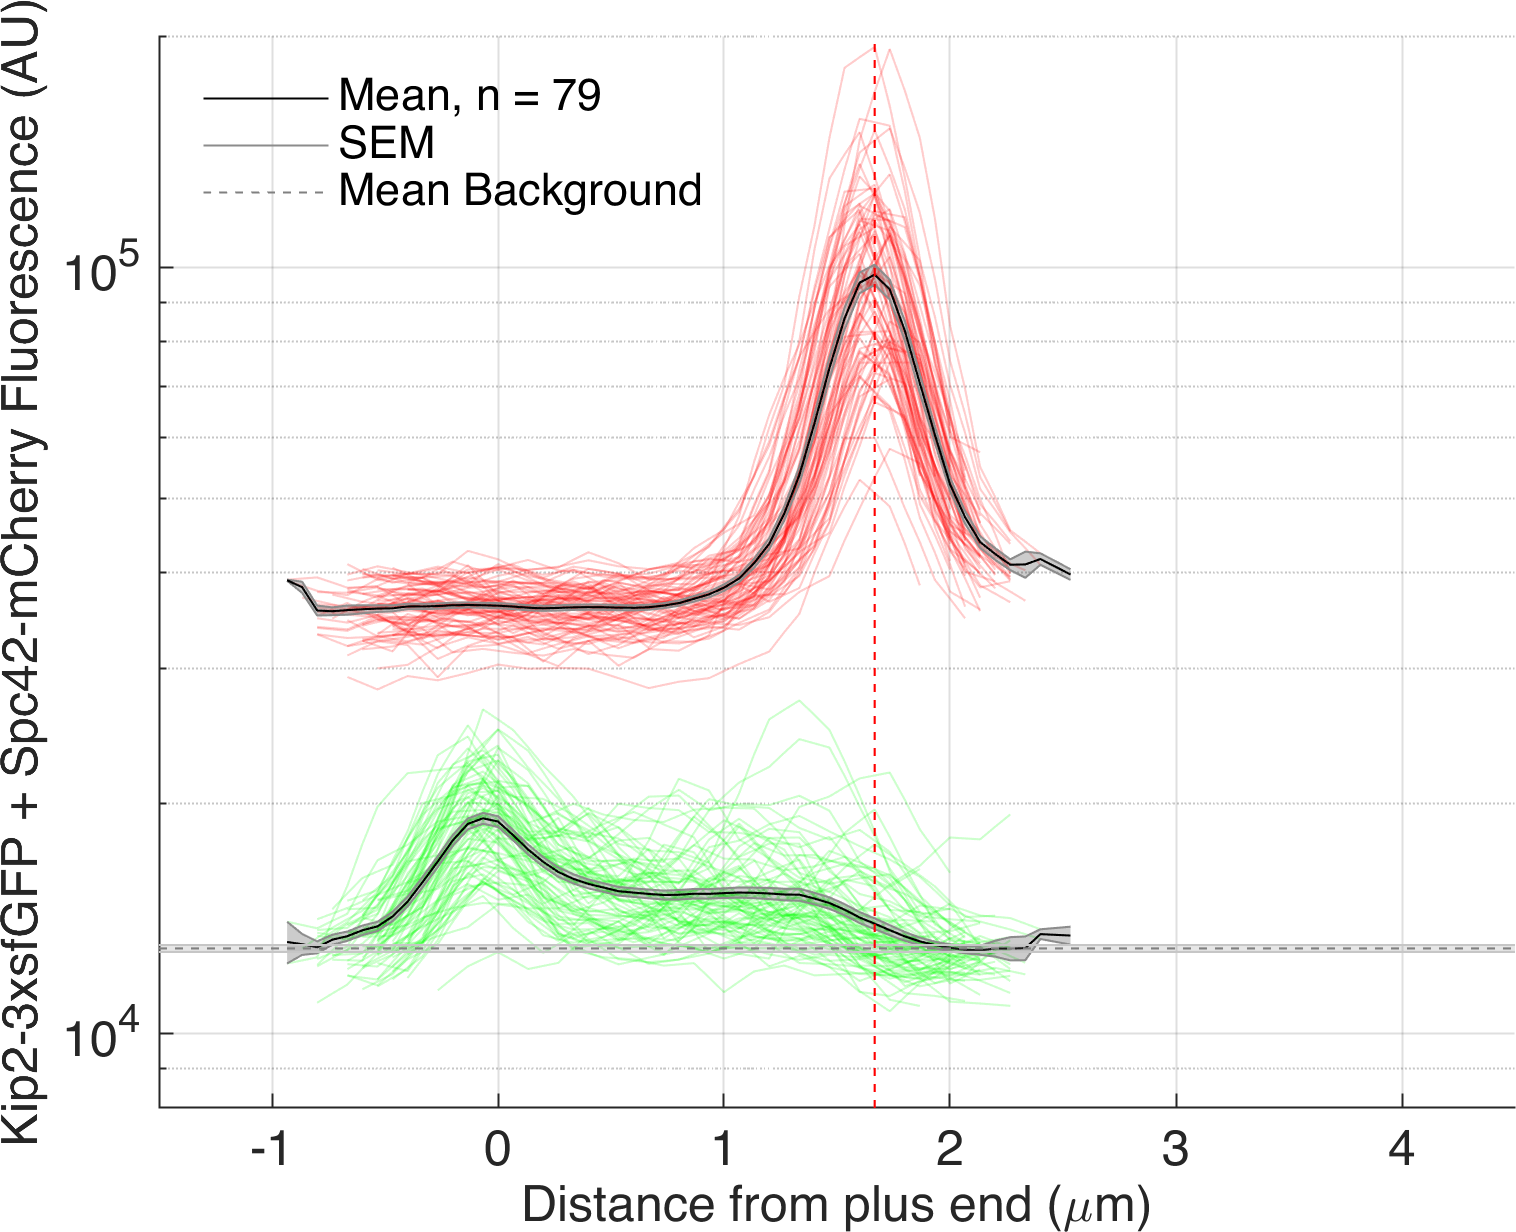 Kip2-3xsfGFP + Spc42-mCherry Fluorescence (AU)
Mean, n = 79
SEM
Mean Background
10^5
10^4
-1 0 1 2 3 4
Distance from plus end (μm)